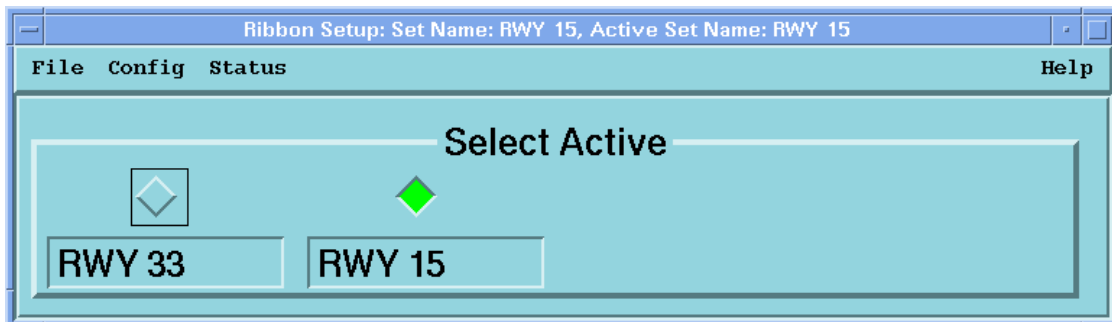 Ribbon Setup: Set Name: RWY 15, Active Set Name: RWY 15
File Config Status Help
Select Active
RWY 33 RWY 15